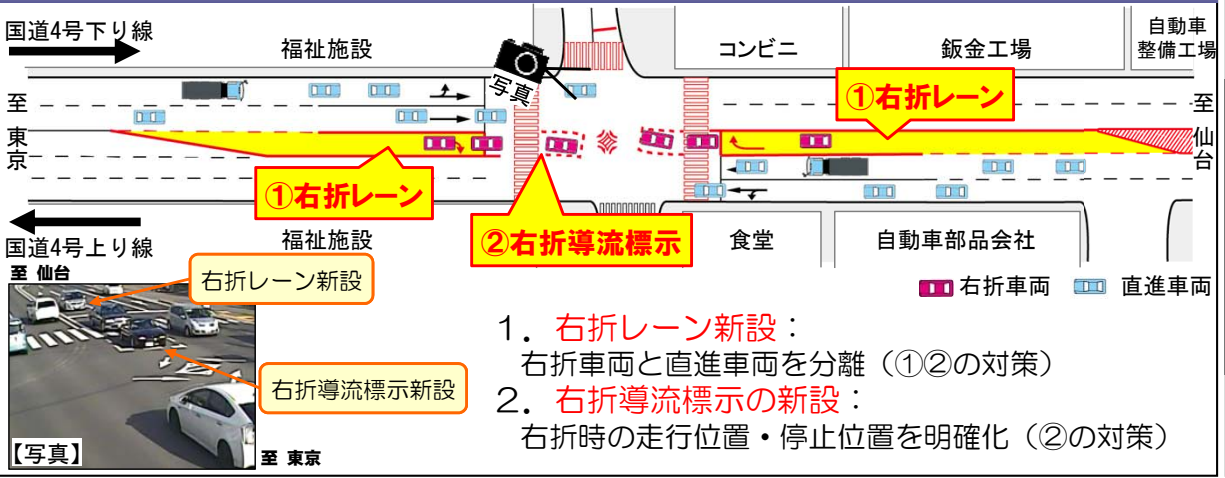 国道4号下り線
福祉施設
コンビニ
鈑金工場
自動車
整備工場
写真
①右折レーン
至
東
京
至
仙
台
①右折レーン
②右折導流標示
国道4号上り線
福祉施設
食堂
自動車部品会社
右折車両
直進車両
至 仙台
右折レーン新設
右折導流標示新設
【写真】
至 東京
1．右折レーン新設：
右折車両と直進車両を分離（①②の対策）
2．右折導流標示の新設：
右折時の走行位置・停止位置を明確化（②の対策）